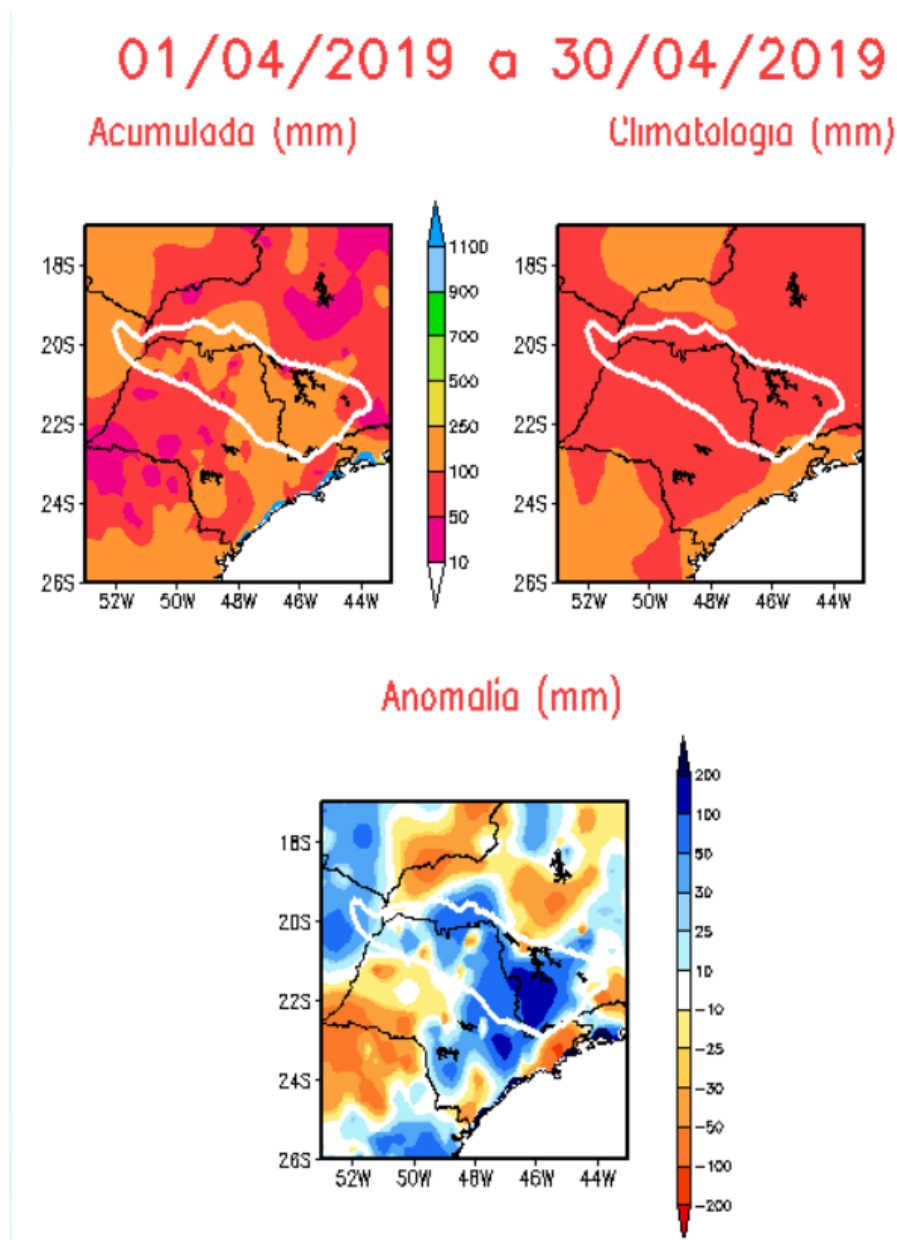 01/04/2019 a 30/04/2019
Acumulada (mm)
Climatologia (mm)
18S
20S
22S
24S
26S
52W 50W 48W 46W 44W
1100
900
700
500
250
100
50
10
18S
20S
22S
24S
26S
52W 50W 48W 46W 44W
Anomalia (mm)
18S
20S
22S
24S
26S
52W 50W 48W 46W 44W
200
100
50
30
25
10
-10
-25
-30
-50
-100
-200